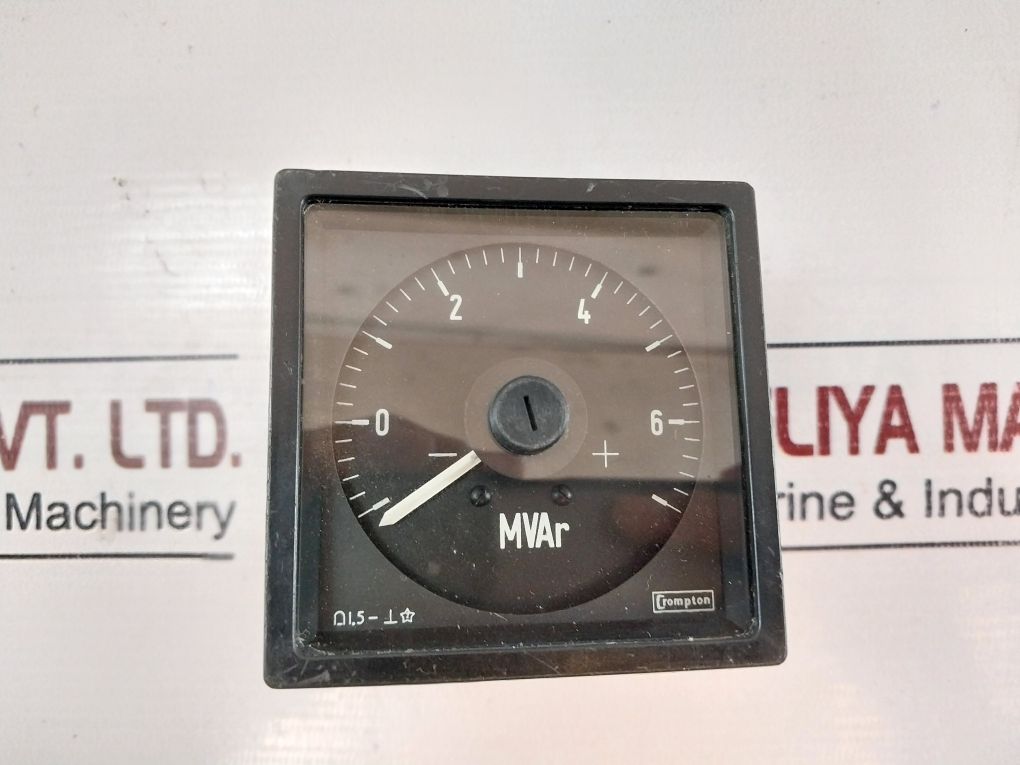 2
4
0
6
− +
MVAr
1.5 − ⊥
Crompton
VT. LTD.
Machinery
LIYA MA
rine & Indu